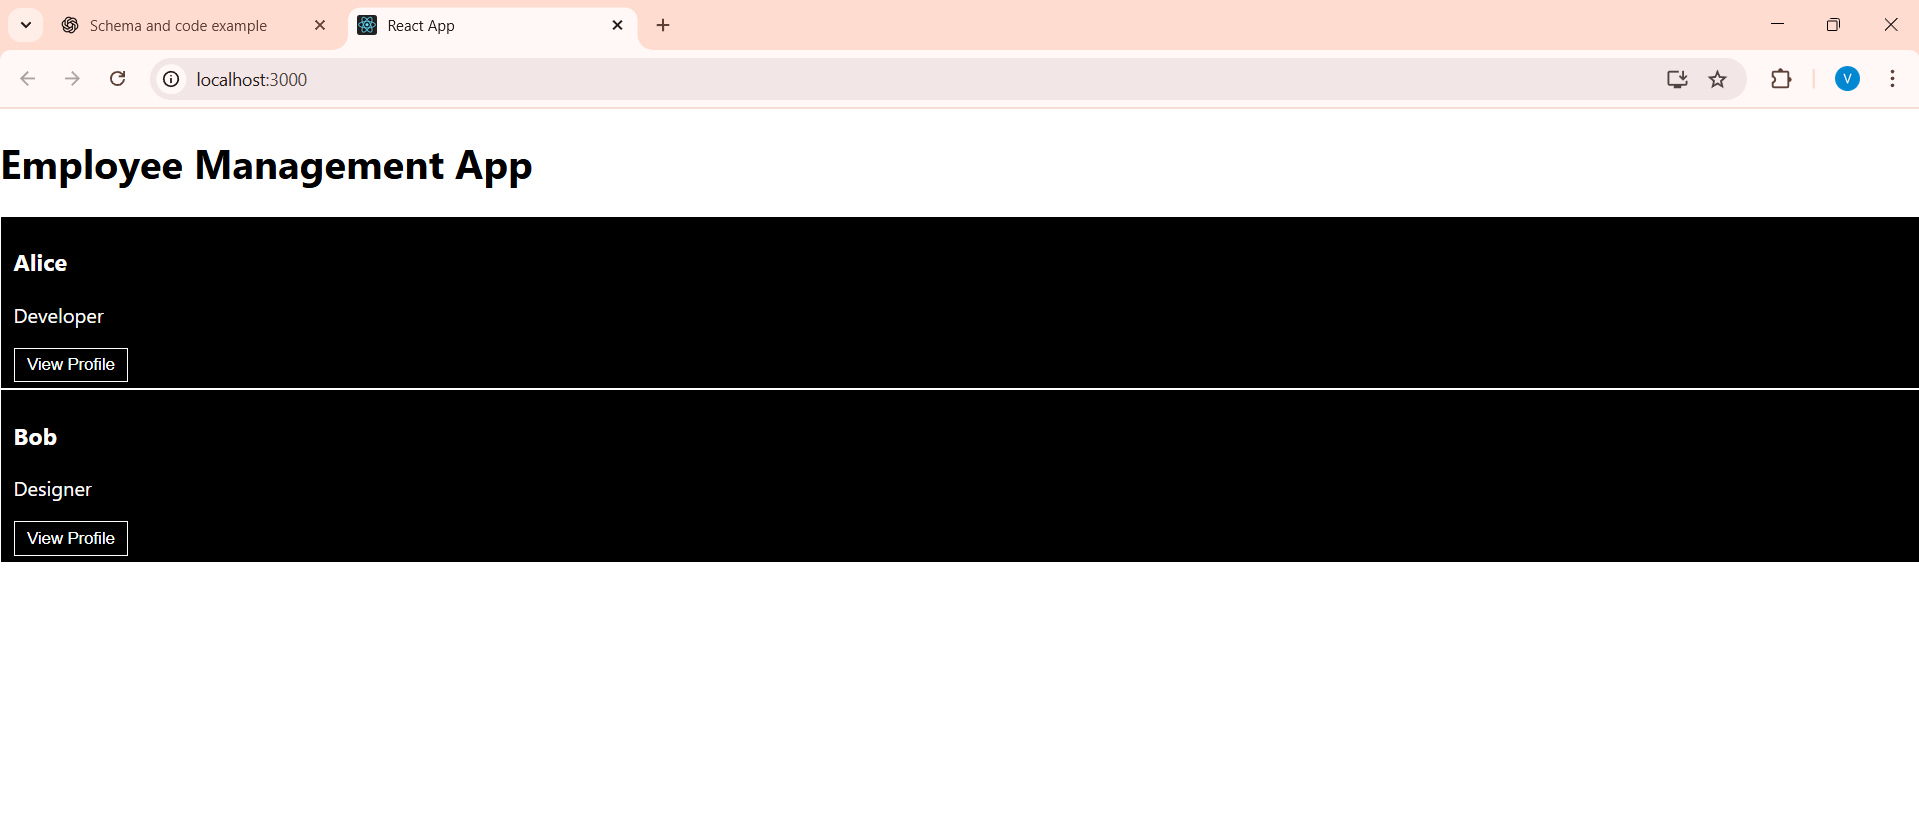 Schema and code example
React App
localhost:3000
V
Employee Management App
Alice
Developer
View Profile
Bob
Designer
View Profile